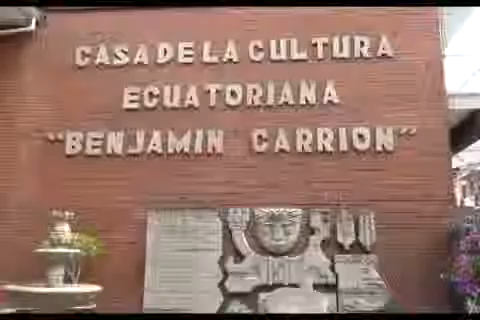 CASA DE LA CULTURA
ECUATORIANA
"BENJAMIN CARRION"